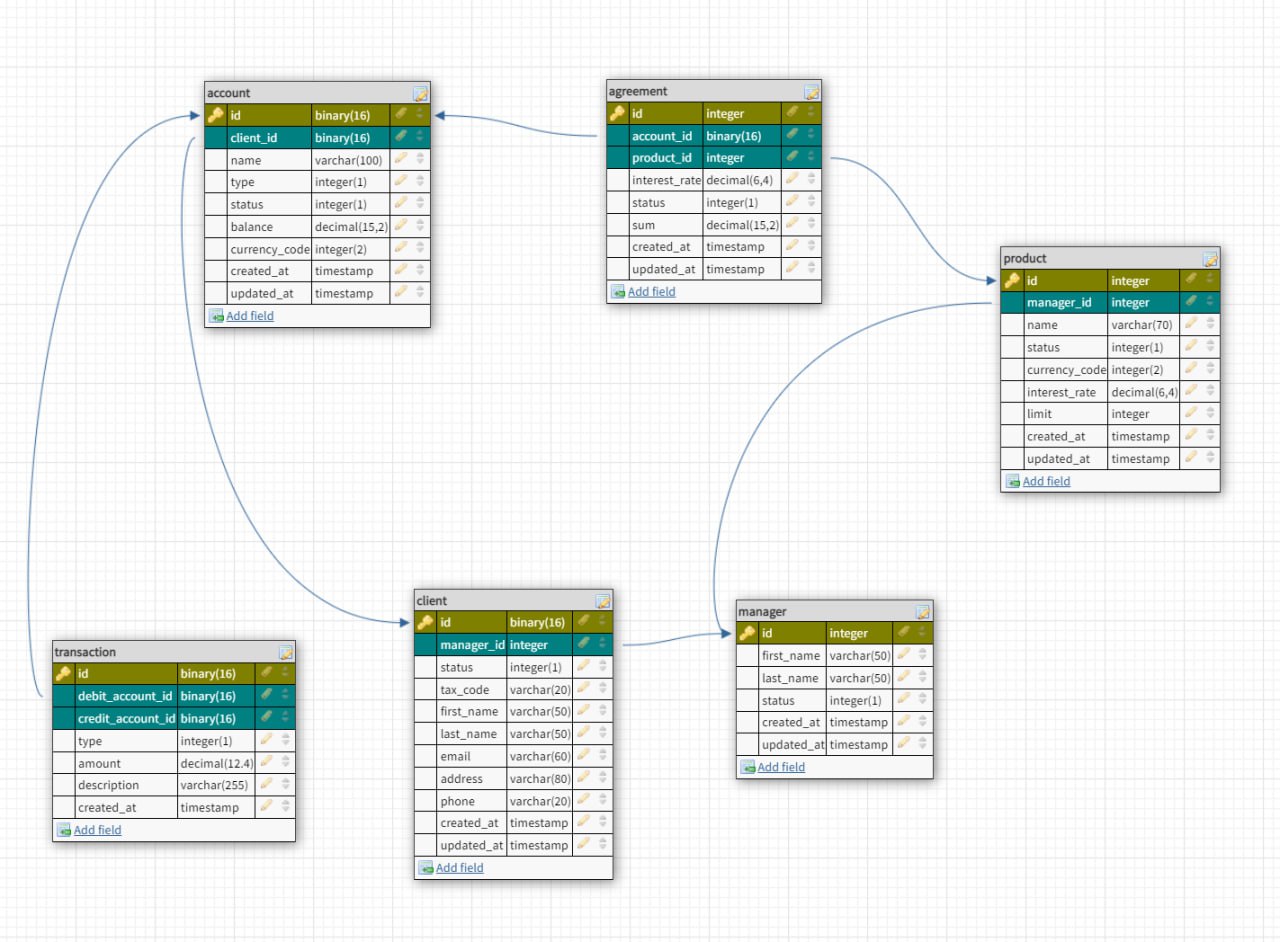 account
id binary(16)
client_id binary(16)
name varchar(100)
type integer(1)
status integer(1)
balance decimal(15,2)
currency_code integer(2)
created_at timestamp
updated_at timestamp
Add field
agreement
id integer
account_id binary(16)
product_id integer
interest_rate decimal(6,4)
status integer(1)
sum decimal(15,2)
created_at timestamp
updated_at timestamp
Add field
product
id integer
manager_id integer
name varchar(70)
status integer(1)
currency_code integer(2)
interest_rate decimal(6,4)
limit integer
created_at timestamp
updated_at timestamp
Add field
transaction
id binary(16)
debit_account_id binary(16)
credit_account_id binary(16)
type integer(1)
amount decimal(12.4)
description varchar(255)
created_at timestamp
Add field
client
id binary(16)
manager_id integer
status integer(1)
tax_code varchar(20)
first_name varchar(50)
last_name varchar(50)
email varchar(60)
address varchar(80)
phone varchar(20)
created_at timestamp
updated_at timestamp
Add field
manager
id integer
first_name varchar(50)
last_name varchar(50)
status integer(1)
created_at timestamp
updated_at timestamp
Add field